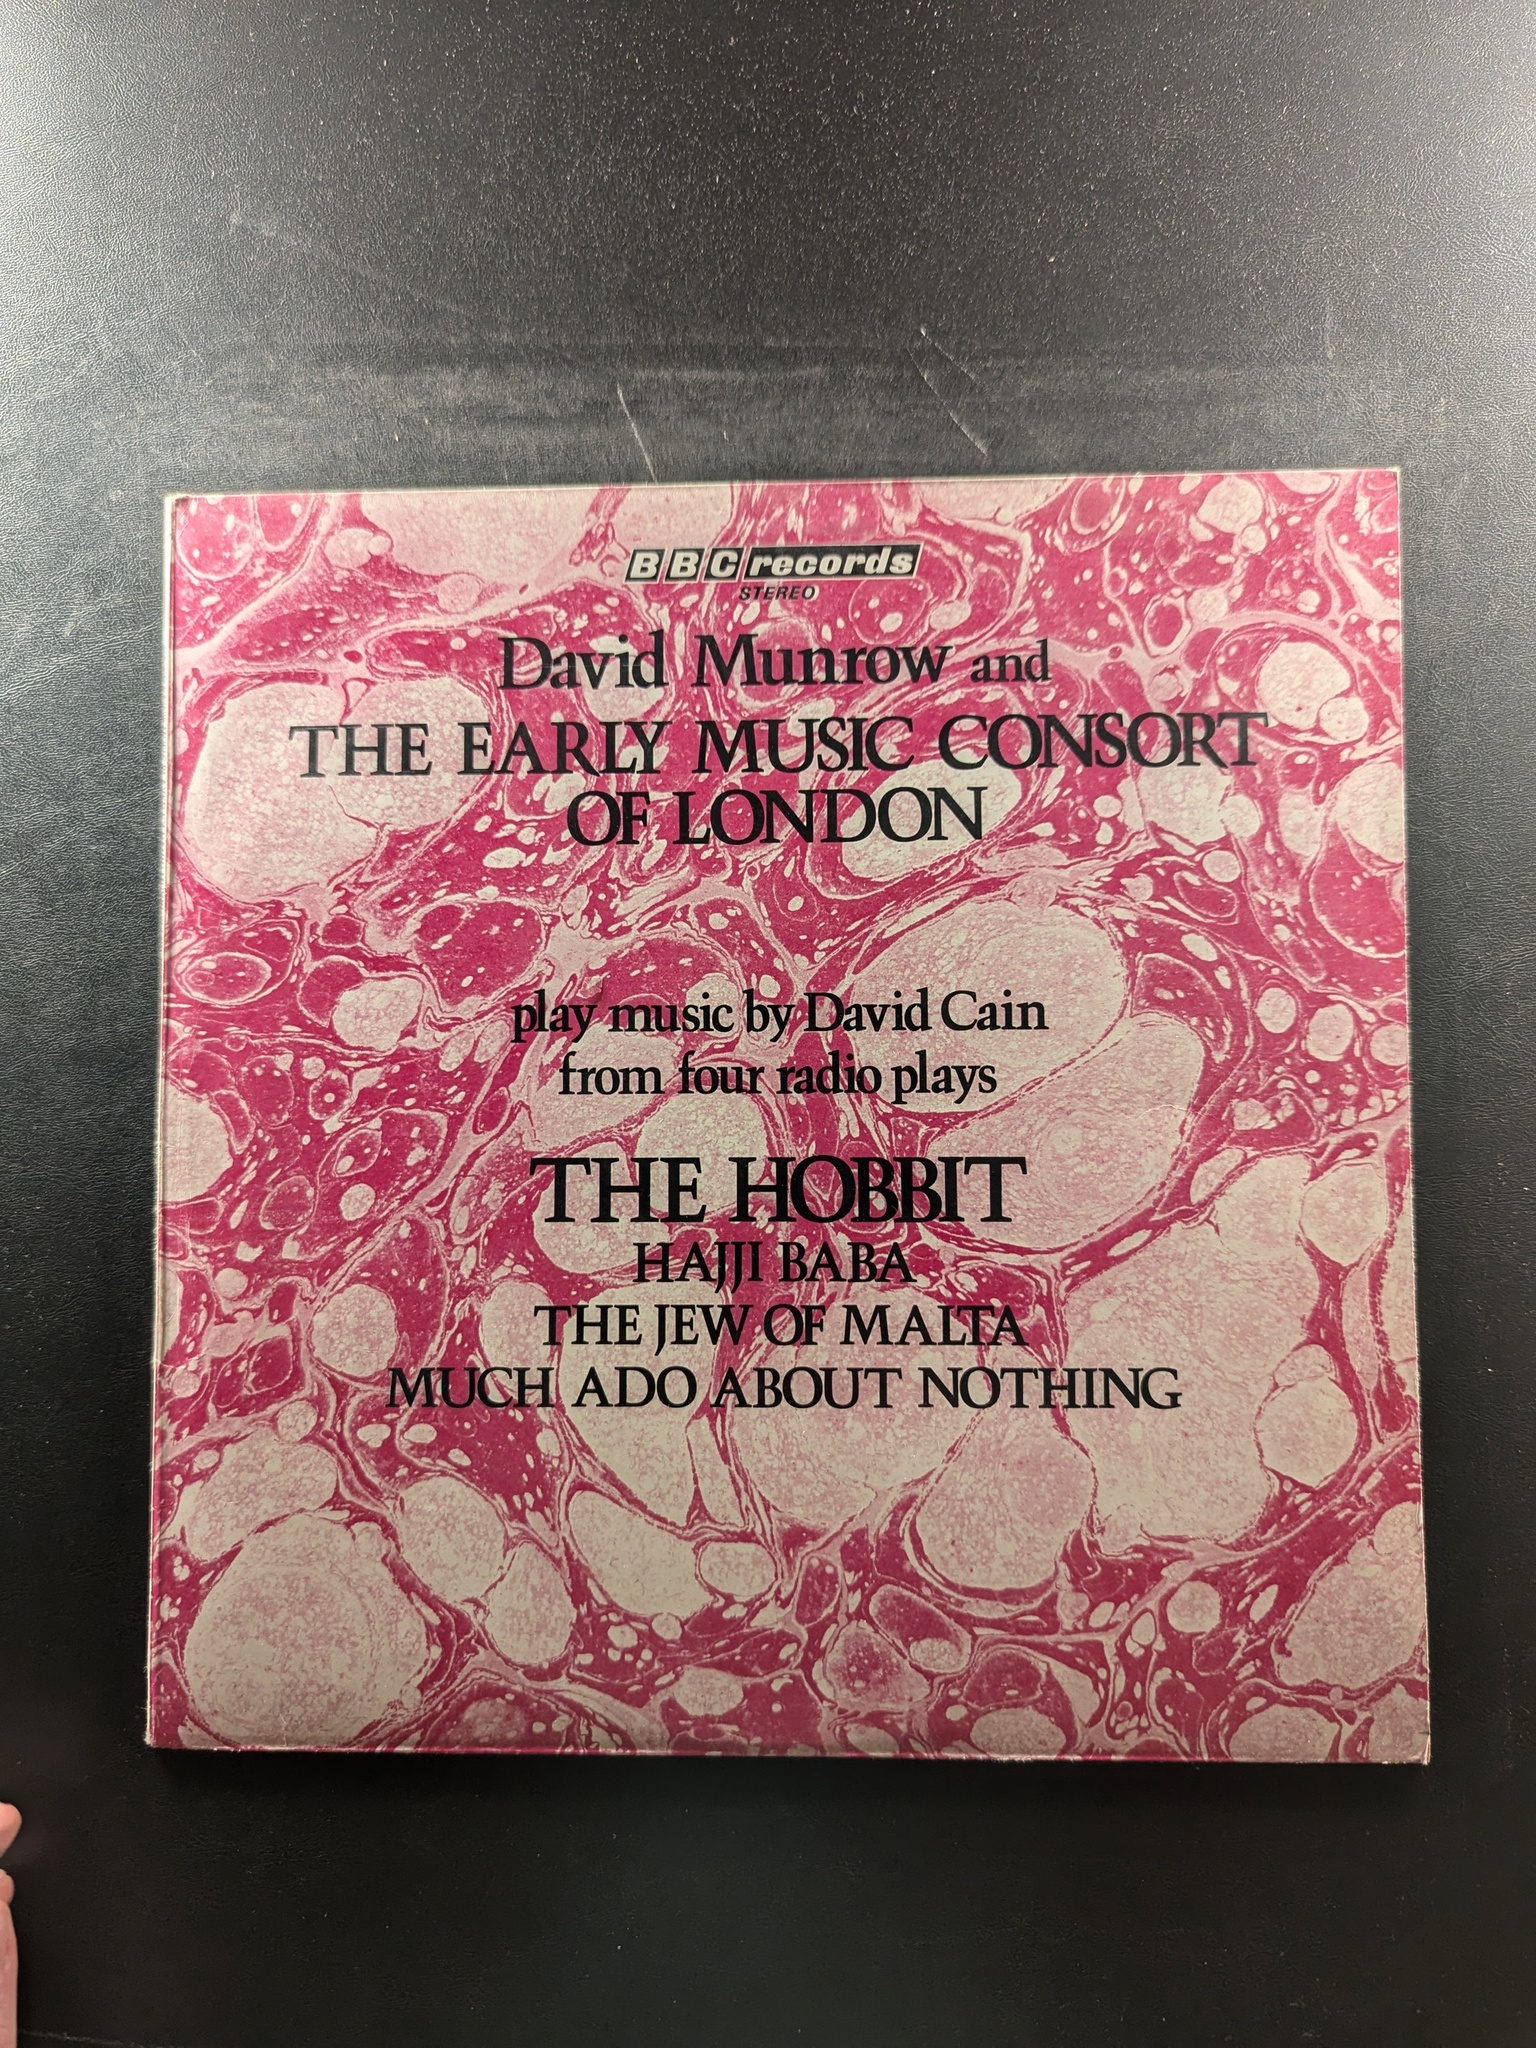 BBC records
STEREO
David Munrow and
THE EARLY MUSIC CONSORT
OF LONDON
play music by David Cain
from four radio plays
THE HOBBIT
HAJJI BABA
THE JEW OF MALTA
MUCH ADO ABOUT NOTHING